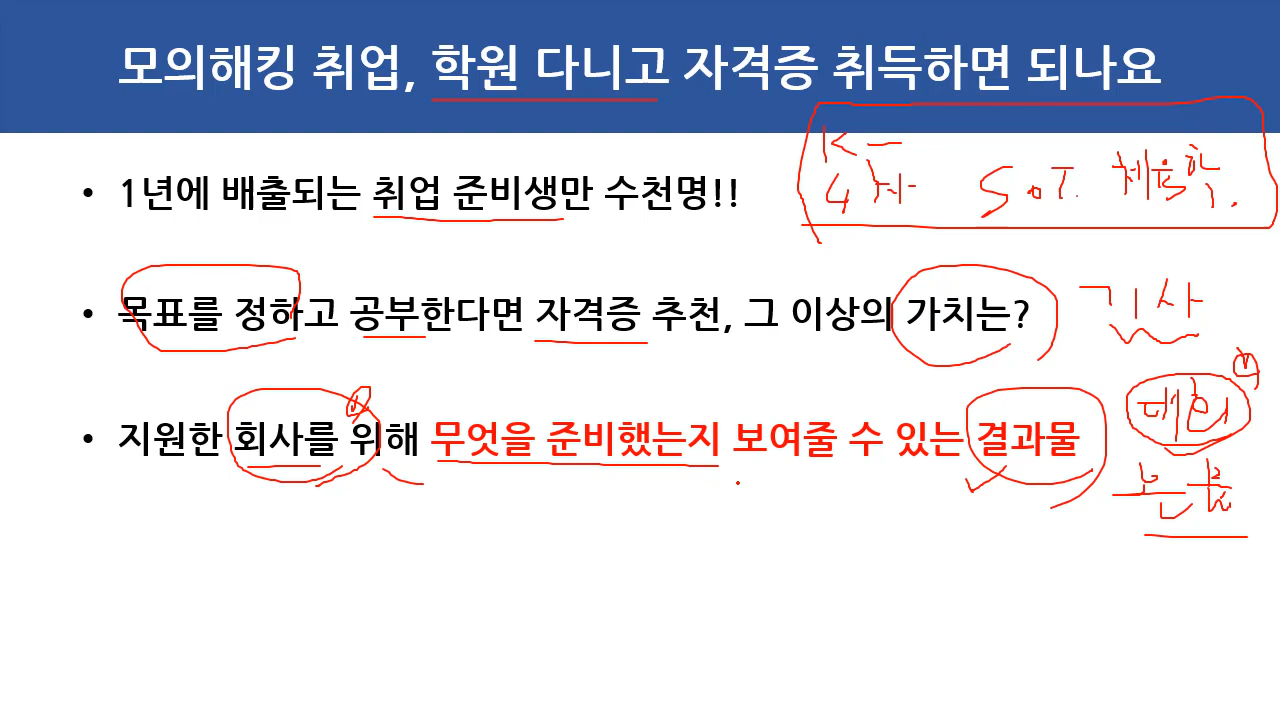 모의해킹 취업, 학원 다니고 자격증 취득하면 되나요
K-
4차 SOT 체육학.
• 1년에 배출되는 취업 준비생만 수천명!!
• 목표를 정하고 공부한다면 자격증 추천, 그 이상의 가치는?
기사
• 지원한 회사를 위해 무엇을 준비했는지 보여줄 수 있는 결과물